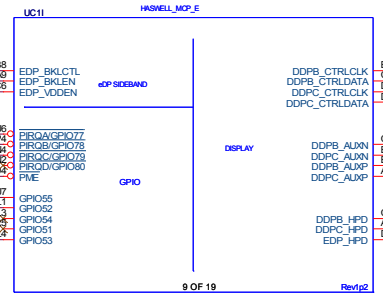 UC1I
HASWELL_MCP_E
EDP_BKLCTL
EDP_BKLEN
EDP_VDDEN
eDP SIDEBAND
DDPB_CTRLCLK
DDPB_CTRLDATA
DDPC_CTRLCLK
DDPC_CTRLDATA
PIRQA/GPIO77
PIRQB/GPIO78
PIRQC/GPIO79
PIRQD/GPIO80
PME
GPIO
DISPLAY
DDPB_AUXN
DDPC_AUXN
DDPB_AUXP
DDPC_AUXP
GPIO55
GPIO52
GPIO54
GPIO51
GPIO53
DDPB_HPD
DDPC_HPD
EDP_HPD
9 OF 19
Rev1p2